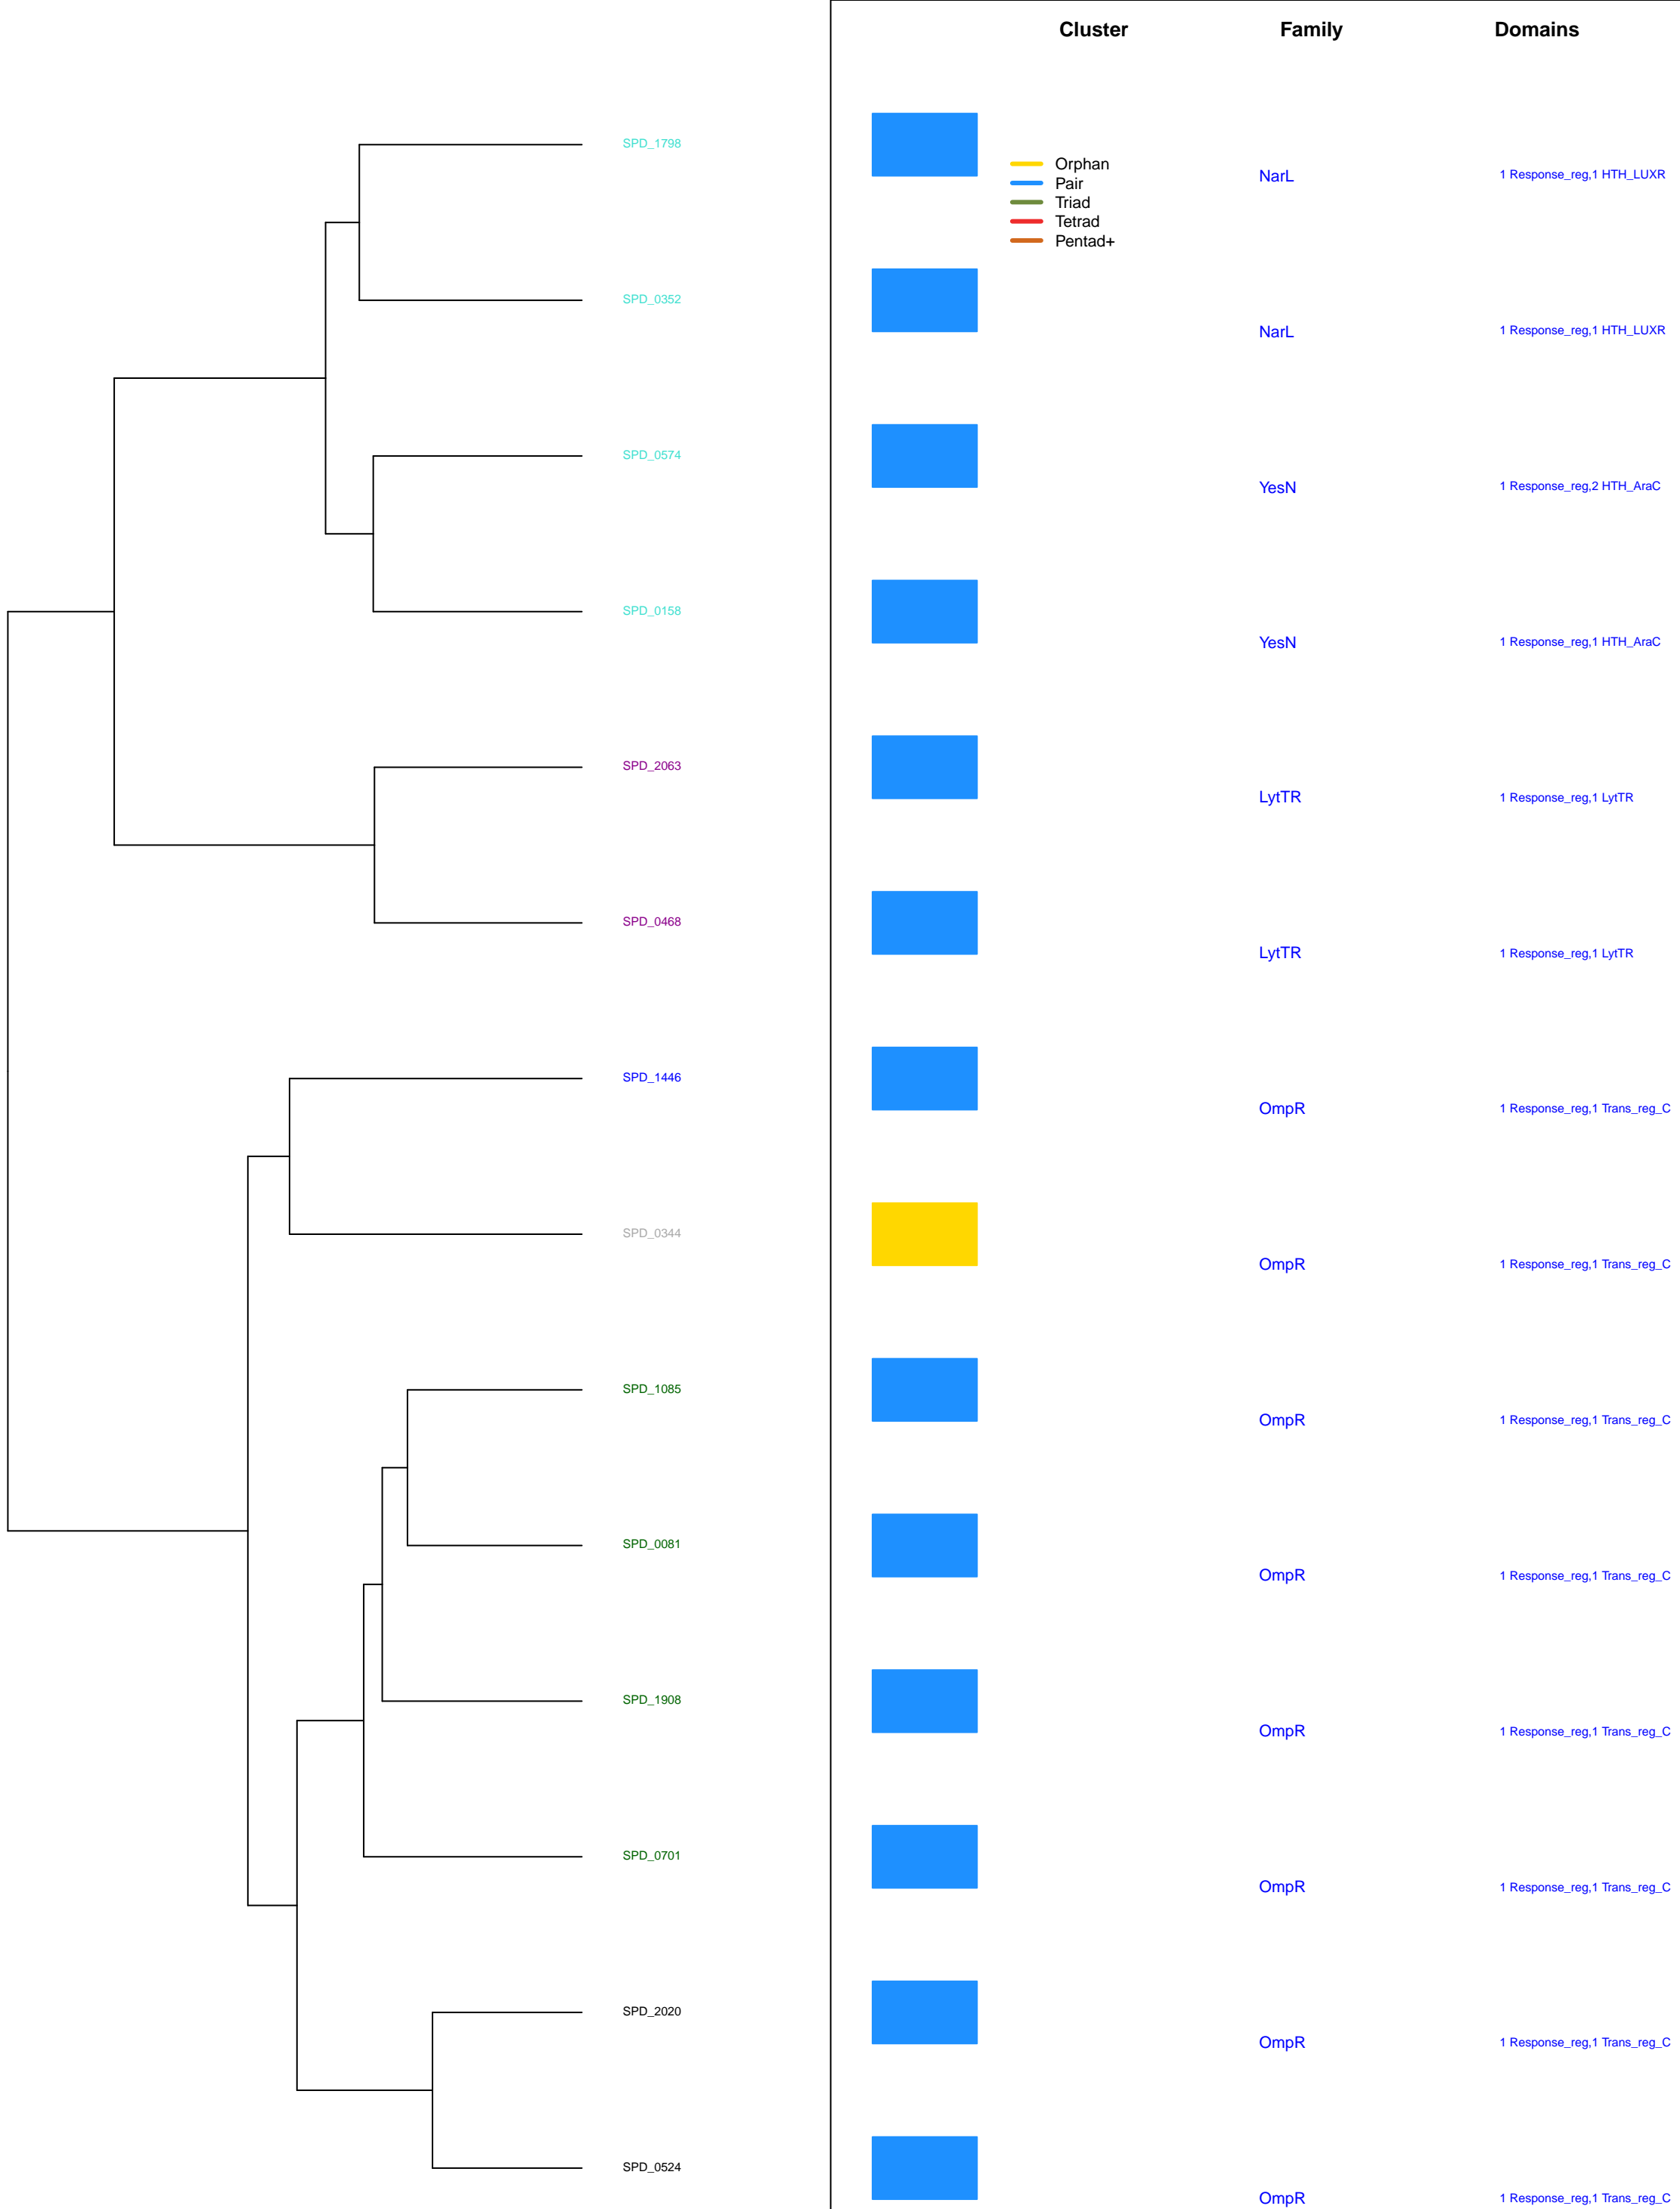 Cluster Family Domains
SPD_1798
Orphan
Pair
Triad
Tetrad
Pentad+
NarL 1 Response_reg,1 HTH_LUXR
SPD_0352
NarL 1 Response_reg,1 HTH_LUXR
SPD_0574
YesN 1 Response_reg,2 HTH_AraC
SPD_0158
YesN 1 Response_reg,1 HTH_AraC
SPD_2063
LytTR 1 Response_reg,1 LytTR
SPD_0468
LytTR 1 Response_reg,1 LytTR
SPD_1446
OmpR 1 Response_reg,1 Trans_reg_C
SPD_0344
OmpR 1 Response_reg,1 Trans_reg_C
SPD_1085
OmpR 1 Response_reg,1 Trans_reg_C
SPD_0081
OmpR 1 Response_reg,1 Trans_reg_C
SPD_1908
OmpR 1 Response_reg,1 Trans_reg_C
SPD_0701
OmpR 1 Response_reg,1 Trans_reg_C
SPD_2020
OmpR 1 Response_reg,1 Trans_reg_C
SPD_0524
OmpR 1 Response_reg,1 Trans_reg_C